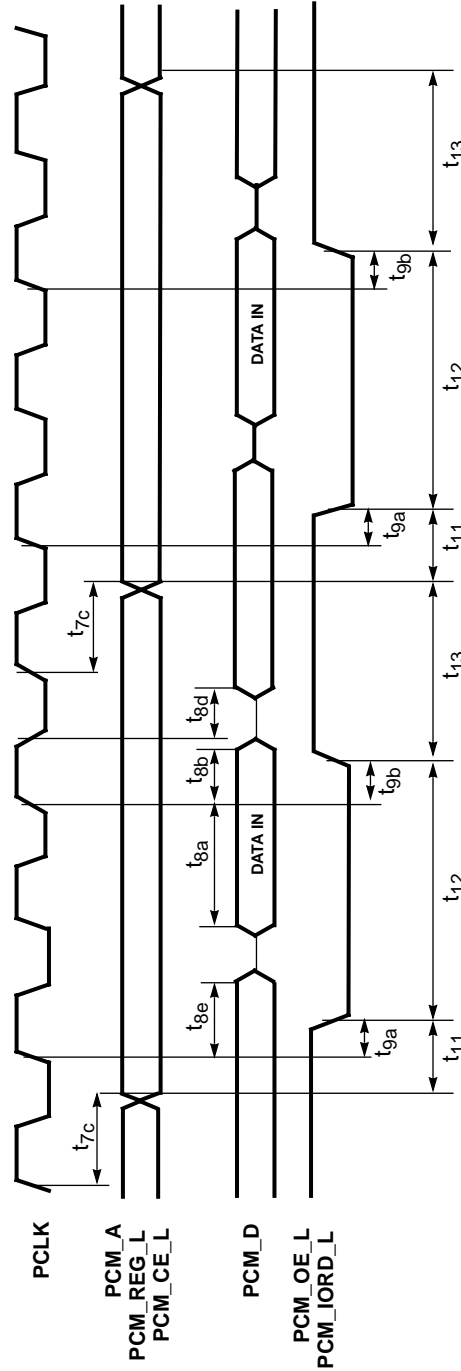 PCLK
PCM_A
PCM_REG_L
PCM_CE_L
PCM_D
PCM_OE_L
PCM_IORD_L
t7c
t7c
t8e
DATA IN
t8a
t8b
t8d
DATA IN
t9a
t9b
t9a
t9b
t11
t12
t13
t11
t12
t13